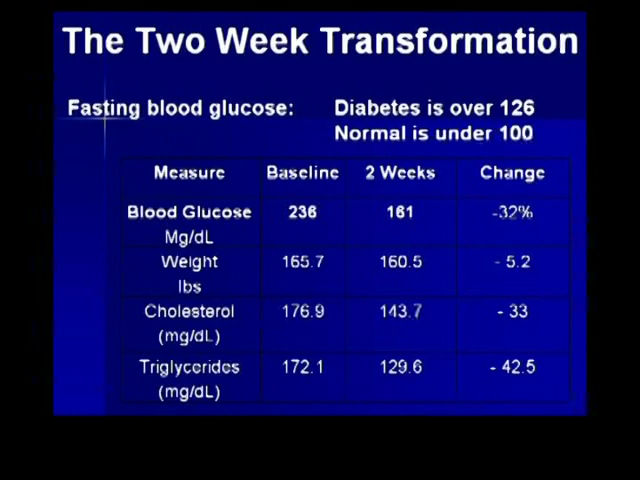 The Two Week Transformation
Fasting blood glucose: Diabetes is over 126
Normal is under 100
Measure Baseline 2 Weeks Change
Blood Glucose 236 161 -32%
Mg/dL
Weight 165.7 160.5 - 5.2
lbs
Cholesterol 176.9 143.7 - 33
(mg/dL)
Triglycerides 172.1 129.6 - 42.5
(mg/dL)